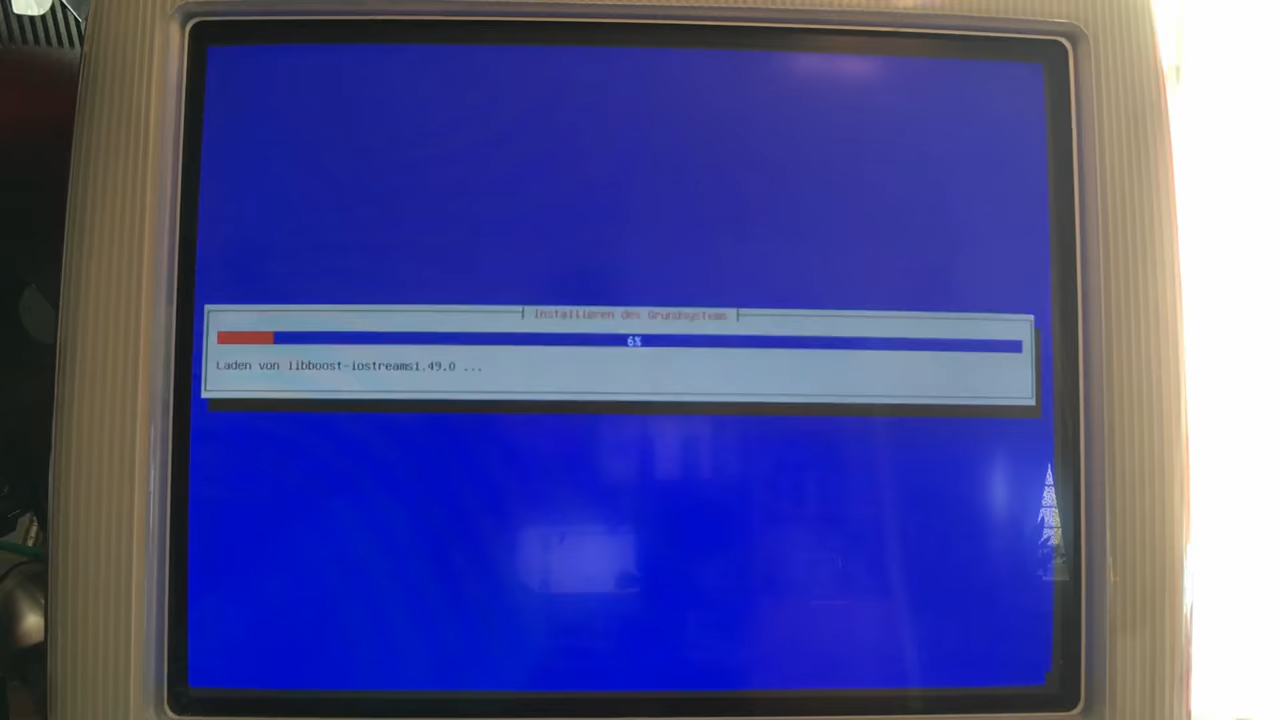 Installieren des Grundsystems
6%
Laden von libboost-iostreams1.49.0 ...